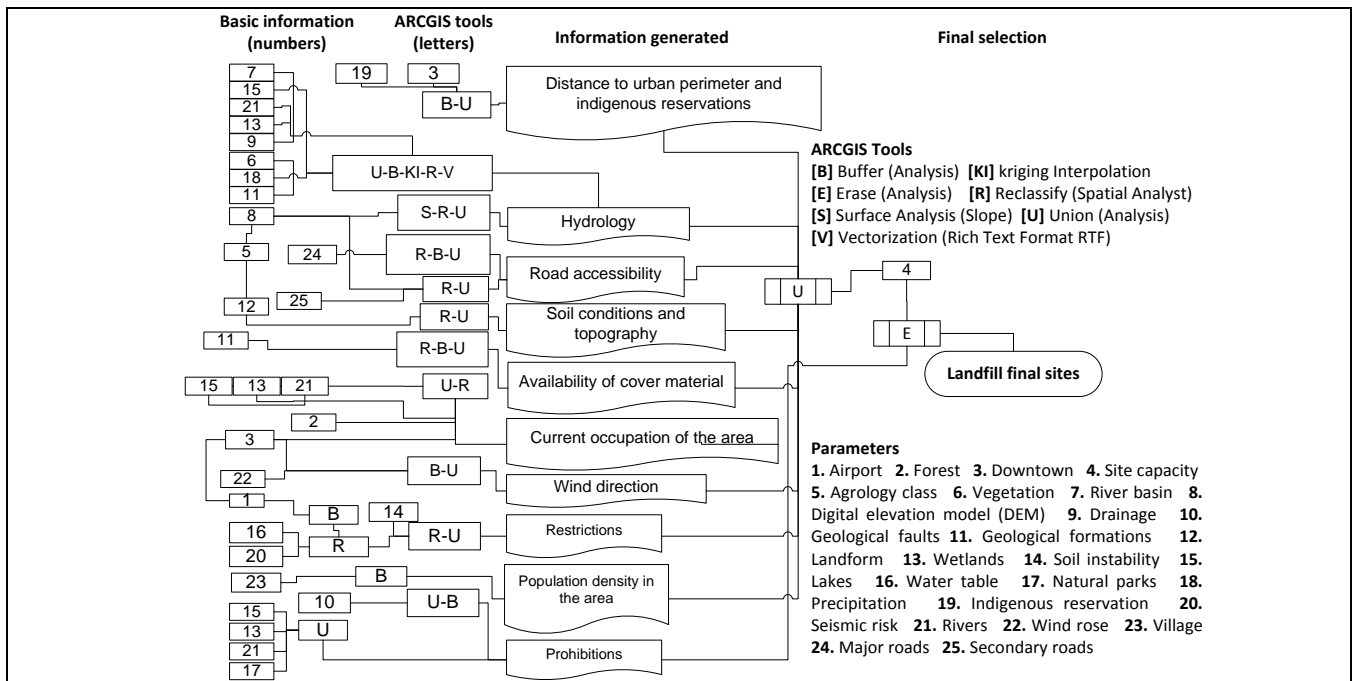 Basic information
(numbers)
ARCGIS tools
(letters)
Information generated
Final selection
7
15
21
13
9
6
18
11
8
5
12
11
15 13 21
2
3
22
1
16
20
23
10
15
13
21
17
19
3
24
25
14
B-U
U-B-KI-R-V
S-R-U
R-B-U
R-U
R-U
R-B-U
U-R
B-U
B
R
R-U
B
U-B
U
Distance to urban perimeter and
indigenous reservations
Hydrology
Road accessibility
Soil conditions and
topography
Availability of cover material
Current occupation of the area
Wind direction
Restrictions
Population density in
the area
Prohibitions
ARCGIS Tools
[B] Buffer (Analysis) [KI] kriging Interpolation
[E] Erase (Analysis) [R] Reclassify (Spatial Analyst)
[S] Surface Analysis (Slope) [U] Union (Analysis)
[V] Vectorization (Rich Text Format RTF)
U
4
E
Landfill final sites
Parameters
1. Airport 2. Forest 3. Downtown 4. Site capacity
5. Agrology class 6. Vegetation 7. River basin 8.
Digital elevation model (DEM) 9. Drainage 10.
Geological faults 11. Geological formations 12.
Landform 13. Wetlands 14. Soil instability 15.
Lakes 16. Water table 17. Natural parks 18.
Precipitation 19. Indigenous reservation 20.
Seismic risk 21. Rivers 22. Wind rose 23. Village
24. Major roads 25. Secondary roads